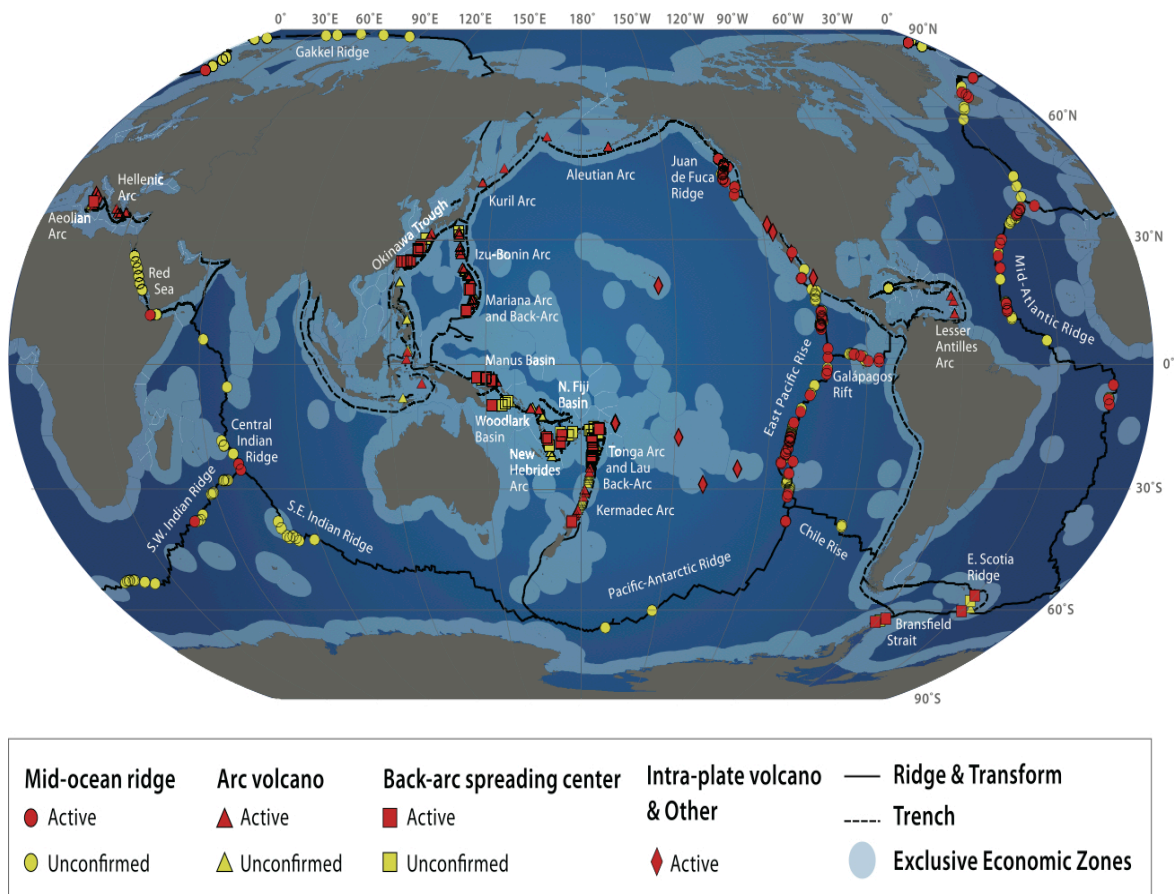 0°
30°E
60°E
90°E
120°E
150°E
180°
150°W
120°W
90°W
60°W
30°W
0°
90°N
Gakkel Ridge
60°N
Hellenic
Arc
Aeolian
Arc
Aleutian Arc
Juan
de Fuca
Ridge
Kuril Arc
Okinawa Trough
30°N
Izu-Bonin Arc
Red
Sea
Mid-Atlantic Ridge
Mariana Arc
and Back-Arc
Lesser
Antilles
Arc
Manus Basin
0°
East Pacific Rise
Galápagos
Rift
N. Fiji
Basin
Woodlark
Basin
Central
Indian
Ridge
New
Hebrides
Arc
Tonga Arc
and Lau
Back-Arc
30°S
S.W. Indian Ridge
S.E. Indian Ridge
Kermadec Arc
Chile Rise
Pacific-Antarctic Ridge
E. Scotia
Ridge
60°S
Bransfield
Strait
90°S
Mid-ocean ridge
Active
Unconfirmed
Arc volcano
Active
Unconfirmed
Back-arc spreading center
Active
Unconfirmed
Intra-plate volcano
& Other
Active
Ridge & Transform
Trench
Exclusive Economic Zones